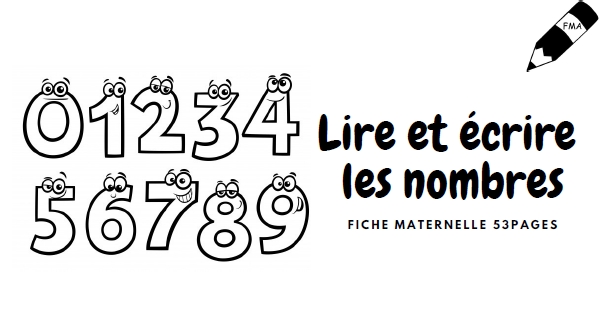 FMA
0 1 2 3 4
Lire et écrire
les nombres
5 6 7 8 9
FICHE MATERNELLE 53PAGES